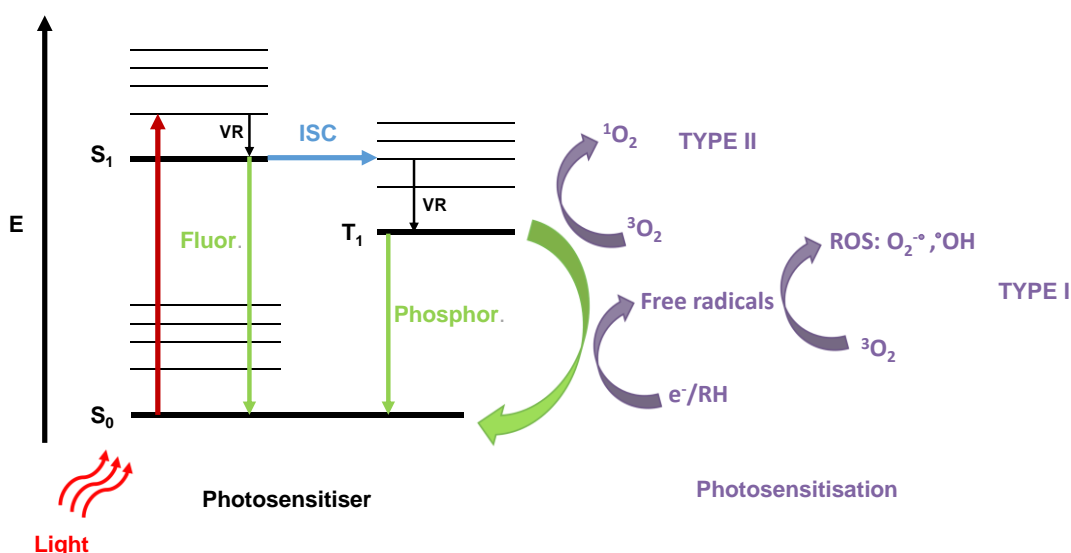 VR
ISC
S₁
¹O₂
TYPE II
VR
E
Fluor.
T₁
³O₂
ROS: O₂⁻°,°OH
Phosphor.
Free radicals
TYPE I
³O₂
e⁻/RH
S₀
Photosensitiser
Photosensitisation
Light